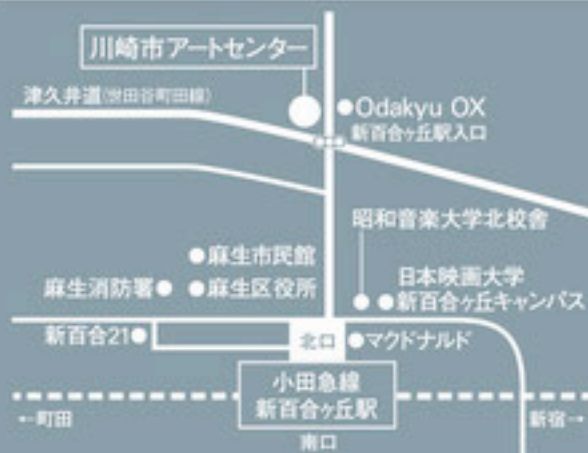 川崎市アートセンター
津久井道(世田谷町田線)
Odakyu OX
新百合ヶ丘駅入口
昭和音楽大学北校舎
麻生市民館
日本映画大学
麻生消防署
麻生区役所
新百合ヶ丘キャンパス
新百合21
北口
マクドナルド
小田急線
新百合ヶ丘駅
←町田
新宿→
南口